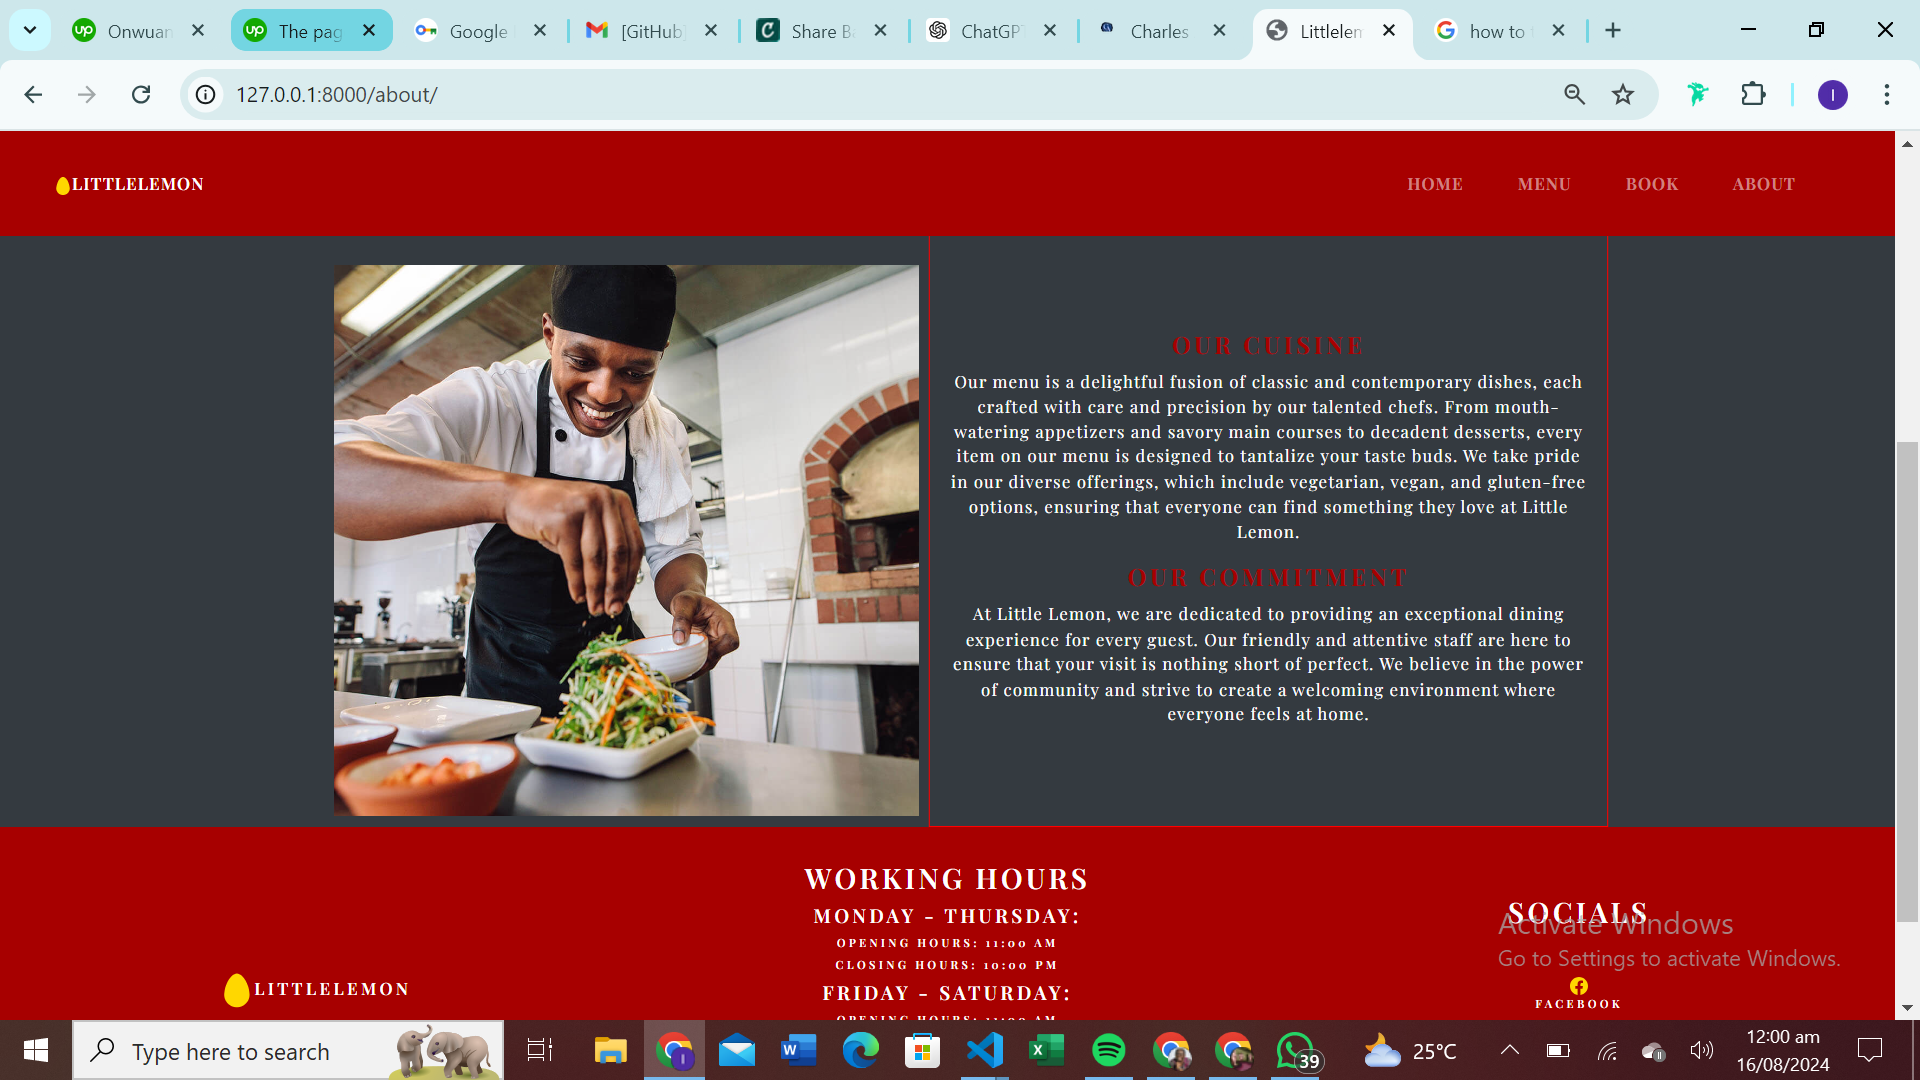 Onwuan
The pag
Google
[GitHub]
Share Ba
ChatGPT
Charles
Littlelem
how to
127.0.0.1:8000/about/
I
LITTLELEMON
HOME
MENU
BOOK
ABOUT
OUR CUISINE
Our menu is a delightful fusion of classic and contemporary dishes, each
crafted with care and precision by our talented chefs. From mouth-
watering appetizers and savory main courses to decadent desserts, every
item on our menu is designed to tantalize your taste buds. We take pride
in our diverse offerings, which include vegetarian, vegan, and gluten-free
options, ensuring that everyone can find something they love at Little
Lemon.
OUR COMMITMENT
At Little Lemon, we are dedicated to providing an exceptional dining
experience for every guest. Our friendly and attentive staff are here to
ensure that your visit is nothing short of perfect. We believe in the power
of community and strive to create a welcoming environment where
everyone feels at home.
LITTLELEMON
WORKING HOURS
MONDAY - THURSDAY:
OPENING HOURS: 11:00 AM
CLOSING HOURS: 10:00 PM
FRIDAY - SATURDAY:
OPENING HOURS: 11:00 AM
SOCIALS
FACEBOOK
Activate Windows
Go to Settings to activate Windows.
Type here to search
39
25°C
12:00 am
16/08/2024